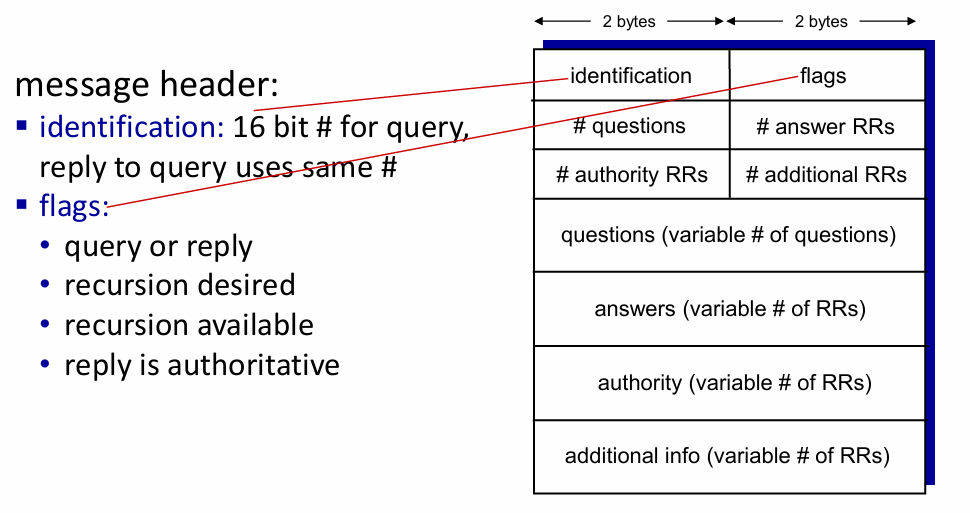 message header:
identification: 16 bit # for query,
reply to query uses same #
flags:
• query or reply
• recursion desired
• recursion available
• reply is authoritative
2 bytes 2 bytes
identification flags
# questions # answer RRs
# authority RRs # additional RRs
questions (variable # of questions)
answers (variable # of RRs)
authority (variable # of RRs)
additional info (variable # of RRs)